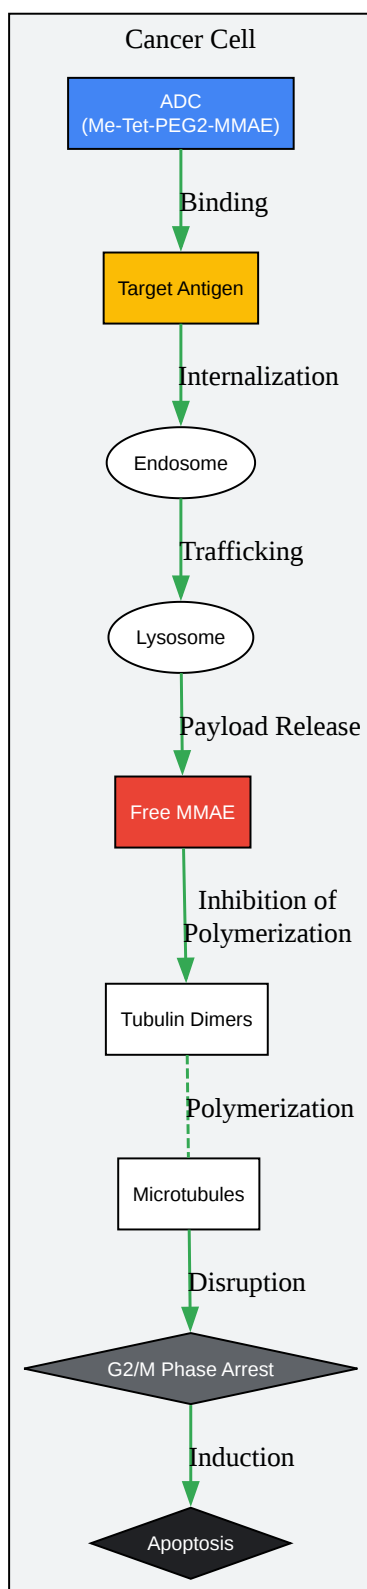 Cancer Cell
ADC
(Me-Tet-PEG2-MMAE)
Binding
Target Antigen
Internalization
Endosome
Trafficking
Lysosome
Payload Release
Free MMAE
Inhibition of
Polymerization
Tubulin Dimers
Polymerization
Microtubules
Disruption
G2/M Phase Arrest
Induction
Apoptosis